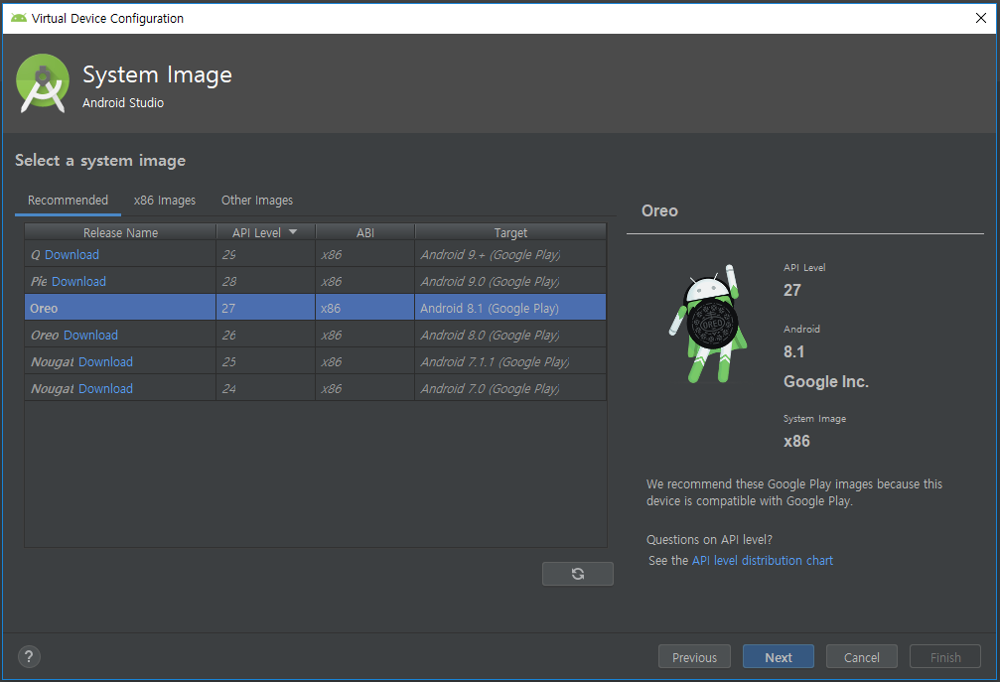 Virtual Device Configuration
System Image
Android Studio
Select a system image
Recommended x86 Images Other Images
Release Name API Level ABI Target
Q Download 29 x86 Android 9.+ (Google Play)
Pie Download 28 x86 Android 9.0 (Google Play)
Oreo 27 x86 Android 8.1 (Google Play)
Oreo Download 26 x86 Android 8.0 (Google Play)
Nougat Download 25 x86 Android 7.1.1 (Google Play)
Nougat Download 24 x86 Android 7.0 (Google Play)
Oreo
OREO
API Level
27
Android
8.1
Google Inc.
System Image
x86
We recommend these Google Play images because this
device is compatible with Google Play.
Questions on API level?
See the API level distribution chart
? Previous Next Cancel Finish